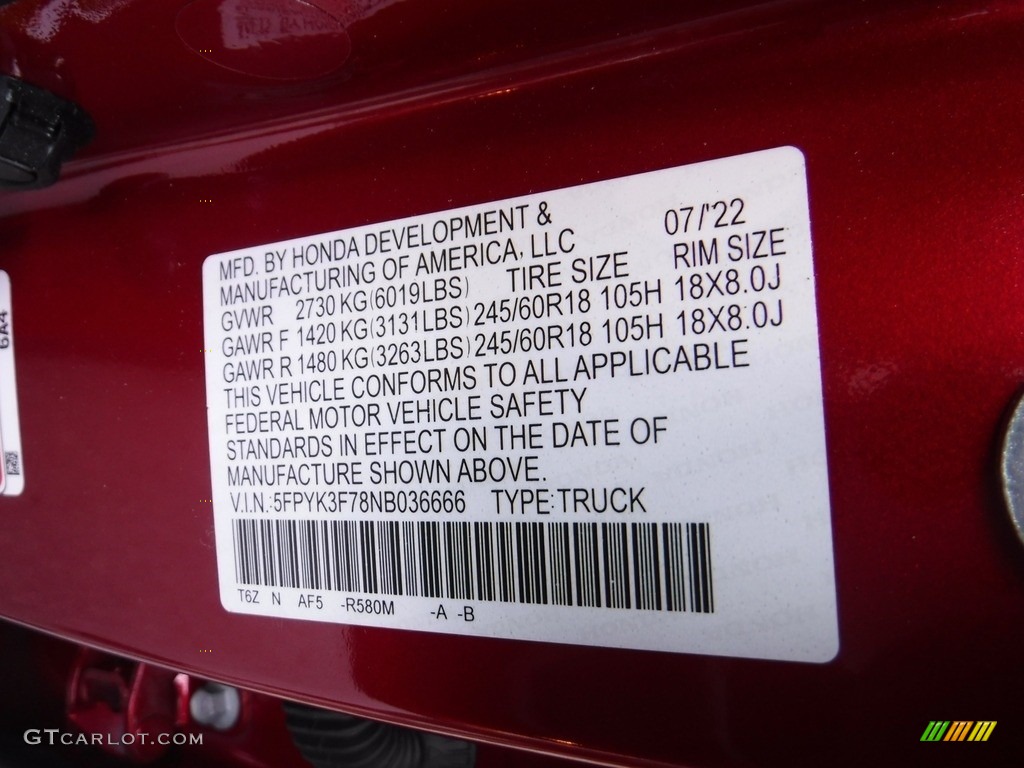 MFD. BY HONDA DEVELOPMENT & 07/'22
MANUFACTURING OF AMERICA, LLC
GVWR 2730 KG(6019LBS) TIRE SIZE RIM SIZE
GAWR F 1420 KG(3131LBS) 245/60R18 105H 18X8.0J
GAWR R 1480 KG(3263LBS) 245/60R18 105H 18X8.0J
THIS VEHICLE CONFORMS TO ALL APPLICABLE
FEDERAL MOTOR VEHICLE SAFETY
STANDARDS IN EFFECT ON THE DATE OF
MANUFACTURE SHOWN ABOVE.
V.I.N.:5FPYK3F78NB036666 TYPE:TRUCK
T6Z N AF5 -R580M -A -B
6A4
GTCARLOT.COM